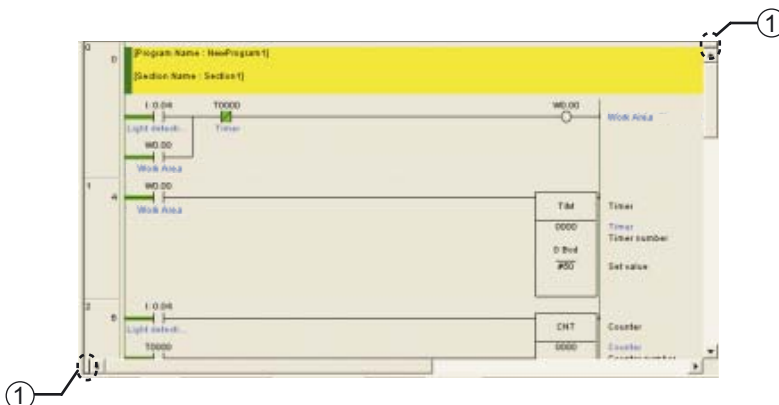 1
0
0
[Program Name : NewProgram1]
[Section Name : Section1]
I: 0.04 T0000 W0.00
Light detecti... Timer Work Area
W0.00
Work Area
1
4
W0.00
Work Area
TIM Timer
0000 Timer
Timer number
0 Bcd
#50 Set value
2
6
I: 0.04
Light detecti...
CNT Counter
T0000 0000 Counter
Counter number
1